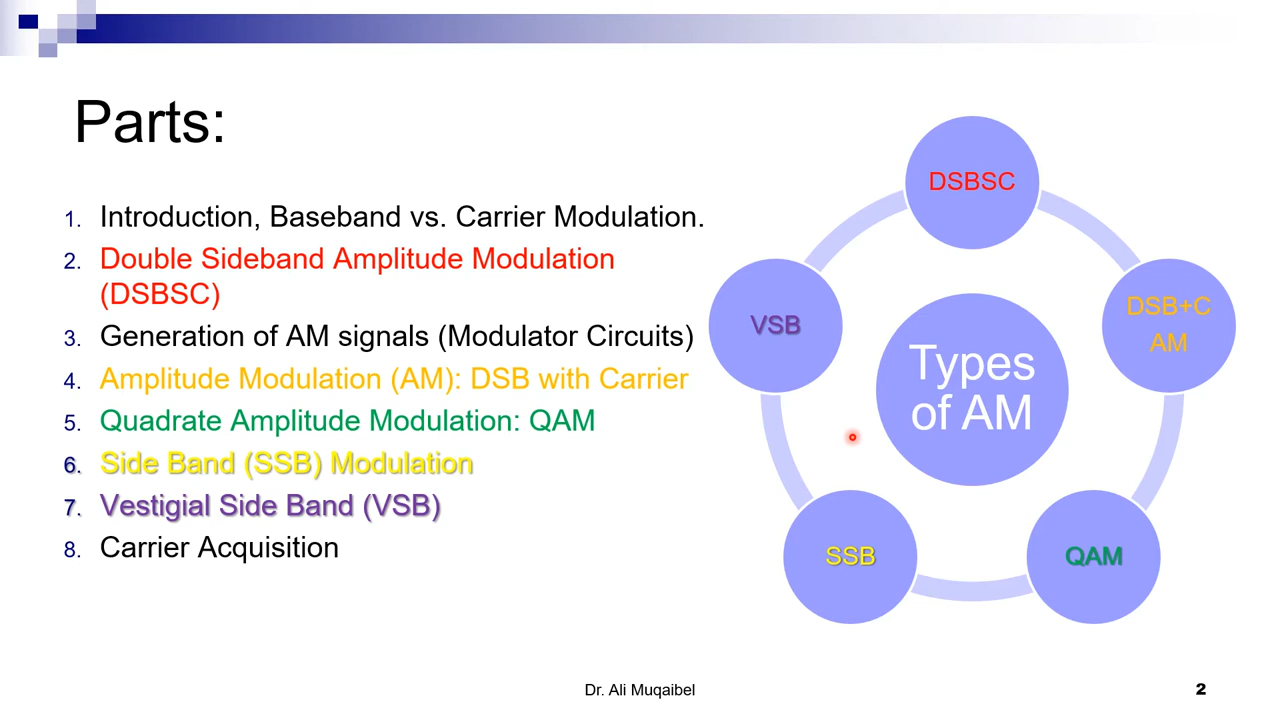 Parts:
1. Introduction, Baseband vs. Carrier Modulation.
2. Double Sideband Amplitude Modulation
(DSBSC)
3. Generation of AM signals (Modulator Circuits)
4. Amplitude Modulation (AM): DSB with Carrier
5. Quadrate Amplitude Modulation: QAM
6. Side Band (SSB) Modulation
7. Vestigial Side Band (VSB)
8. Carrier Acquisition
DSBSC
DSB+C
AM
QAM
SSB
VSB
Types
of AM
Dr. Ali Muqaibel
2